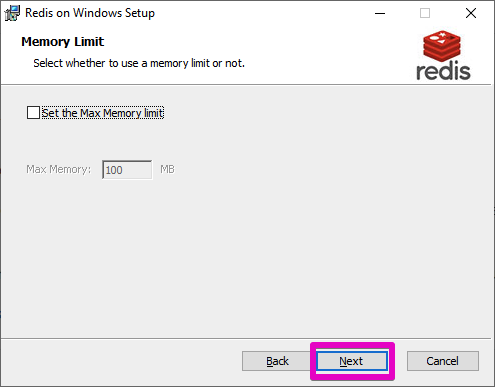 Redis on Windows Setup
Memory Limit
Select whether to use a memory limit or not.
redis
Set the Max Memory limit
Max Memory: 100 MB
Back Next Cancel